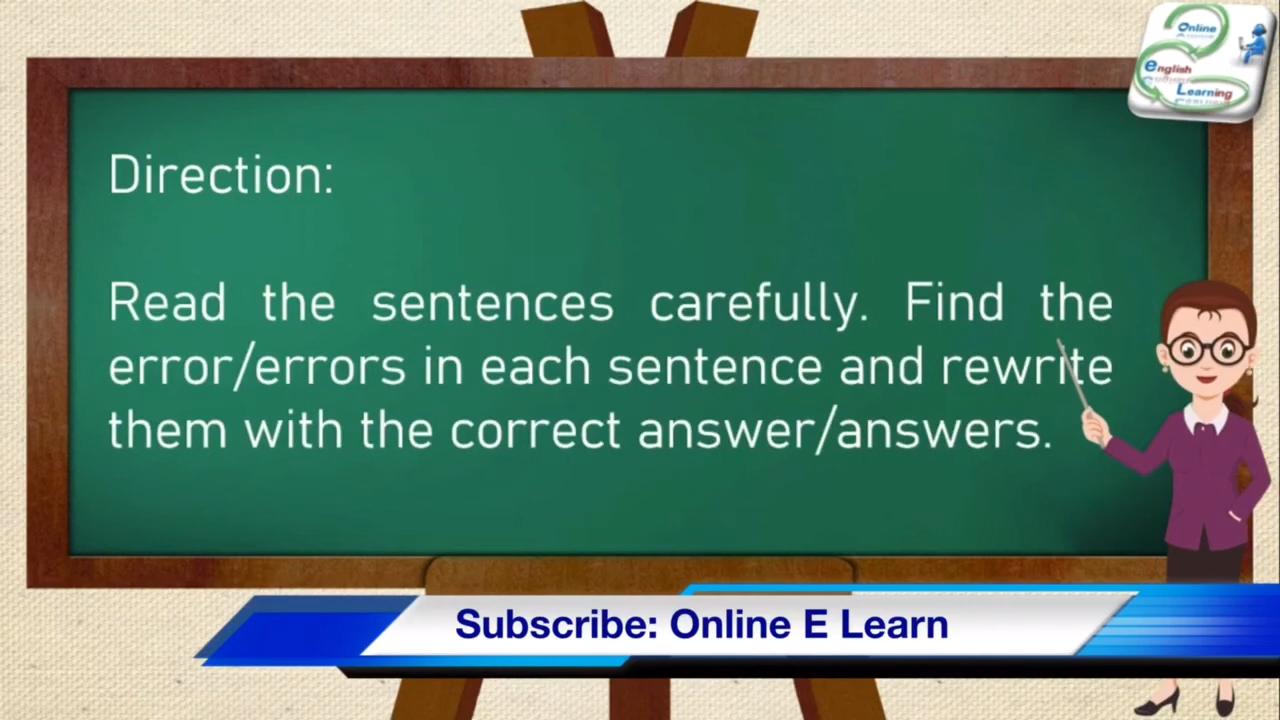 Online
English
Learning
Direction:
Read the sentences carefully. Find the
error/errors in each sentence and rewrite
them with the correct answer/answers.
Subscribe: Online E Learn